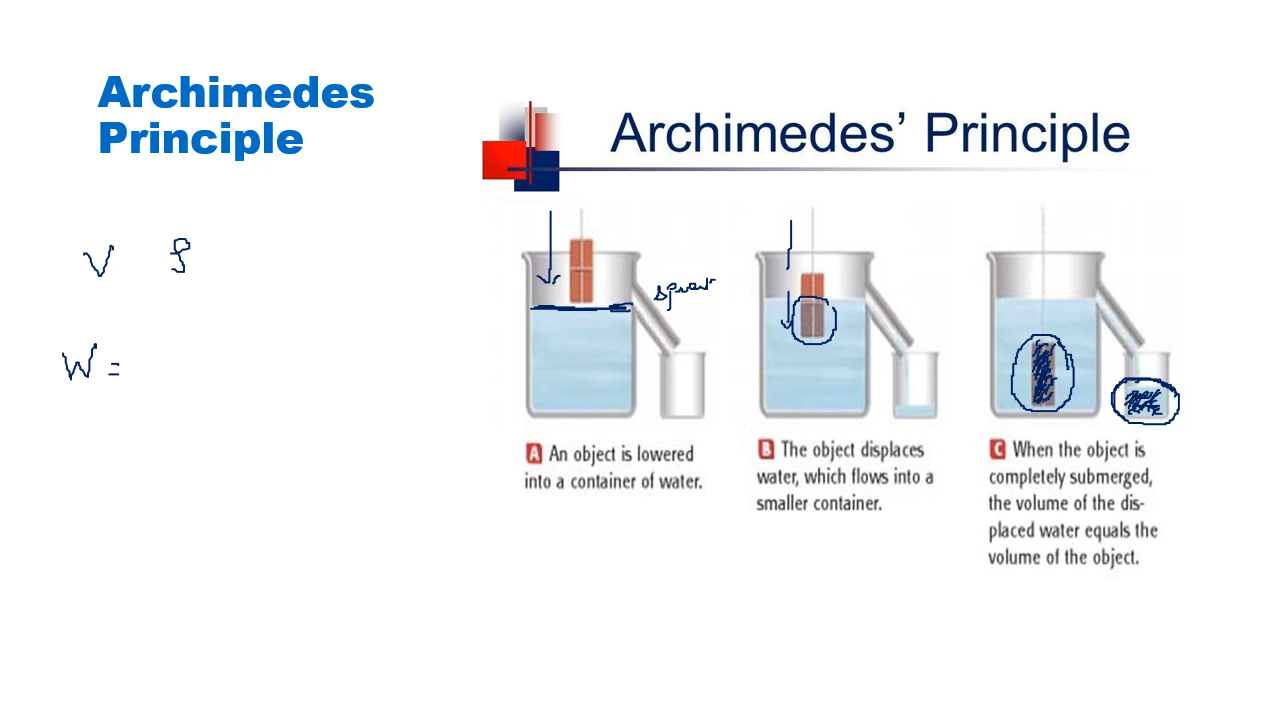 Archimedes
Principle
Archimedes’ Principle
V
W =
A An object is lowered
into a container of water.
B The object displaces
water, which flows into a
smaller container.
C When the object is
completely submerged,
the volume of the dis-
placed water equals the
volume of the object.